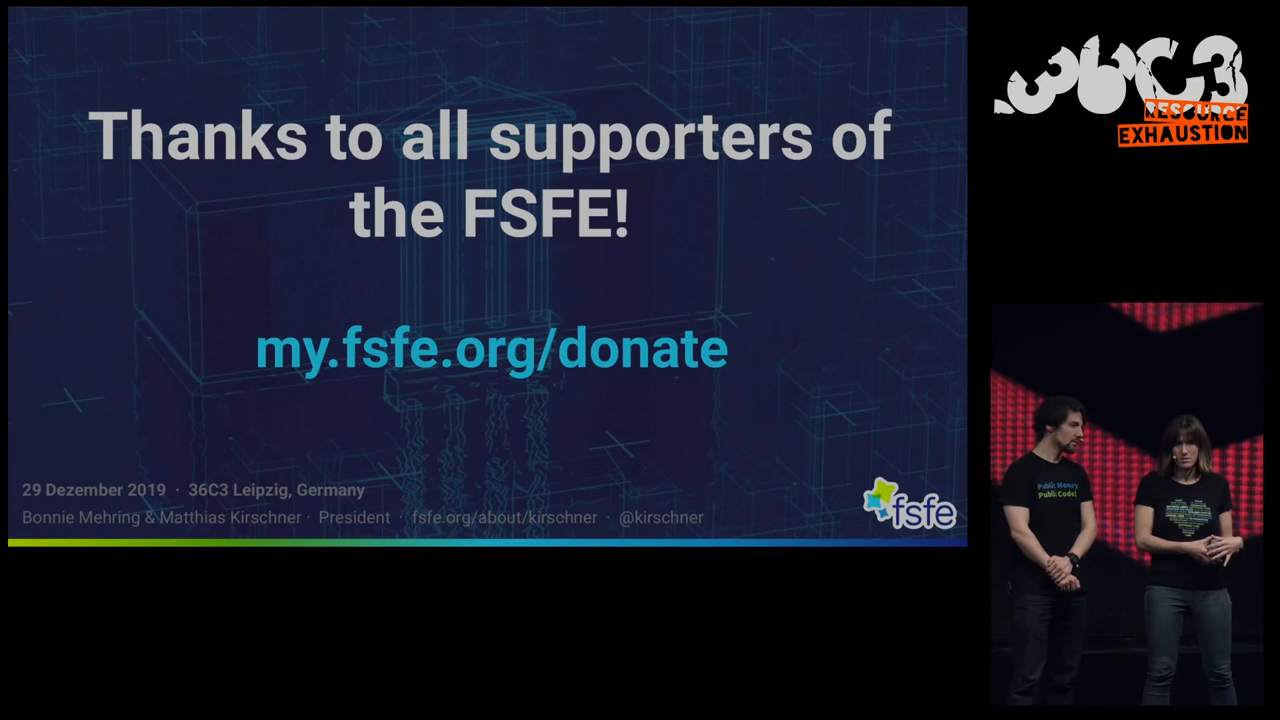 Thanks to all supporters of
the FSFE!
my.fsfe.org/donate
29 Dezember 2019 · 36C3 Leipzig, Germany
Bonnie Mehring & Matthias Kirschner · President · fsfe.org/about/kirschner · @kirschner
fsfe
36C3
RESOURCE
EXHAUSTION
Public Money
Public Code!